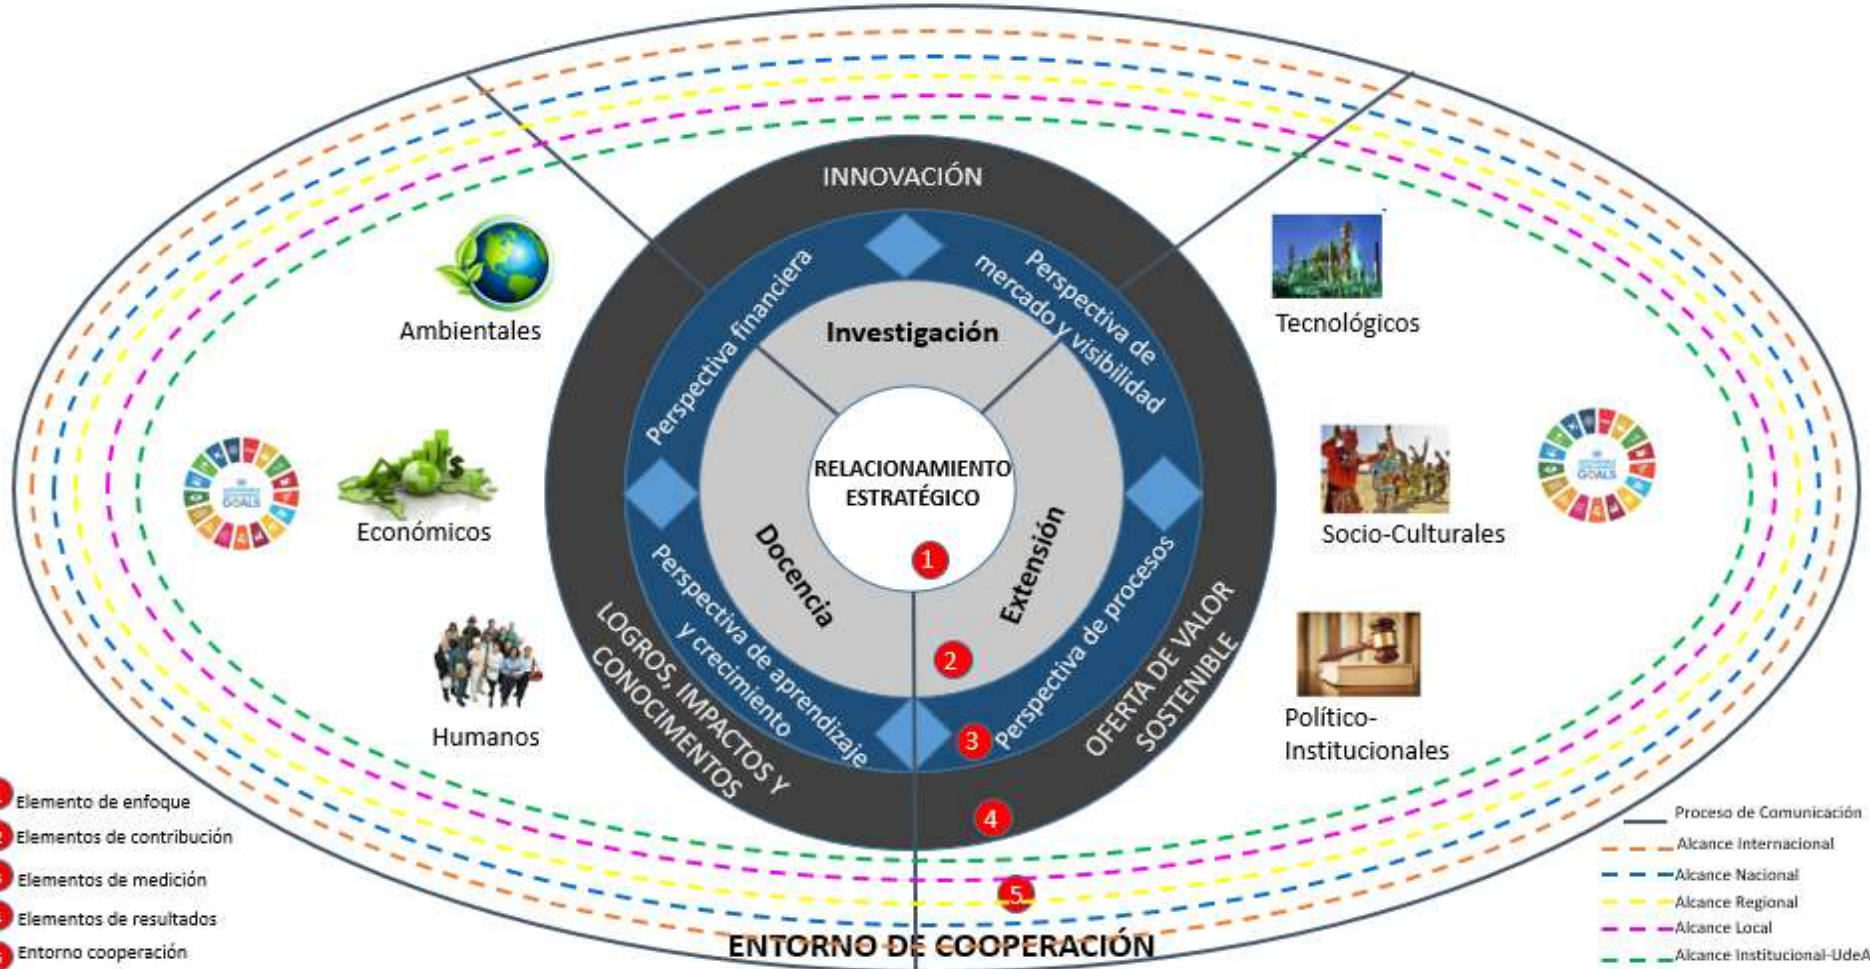 INNOVACIÓN
Perspectiva financiera
Perspectiva de
mercado y visibilidad
Investigación
Ambientales
Tecnológicos
RELACIONAMIENTO
ESTRATÉGICO
1
GOALS
Económicos
GOALS
Socio-Culturales
Docencia
Extensión
2
Perspectiva de aprendizaje
y crecimiento
3
Perspectiva de procesos
LOGROS, IMPACTOS Y
CONOCIMENTOS
OFERTA DE VALOR
SOSTENIBLE
Humanos
Político-
Institucionales
4
5
ENTORNO DE COOPERACIÓN
Elemento de enfoque
Elementos de contribución
Elementos de medición
Elementos de resultados
Entorno cooperación
Proceso de Comunicación
Alcance Internacional
Alcance Nacional
Alcance Regional
Alcance Local
Alcance Institucional-UdeA